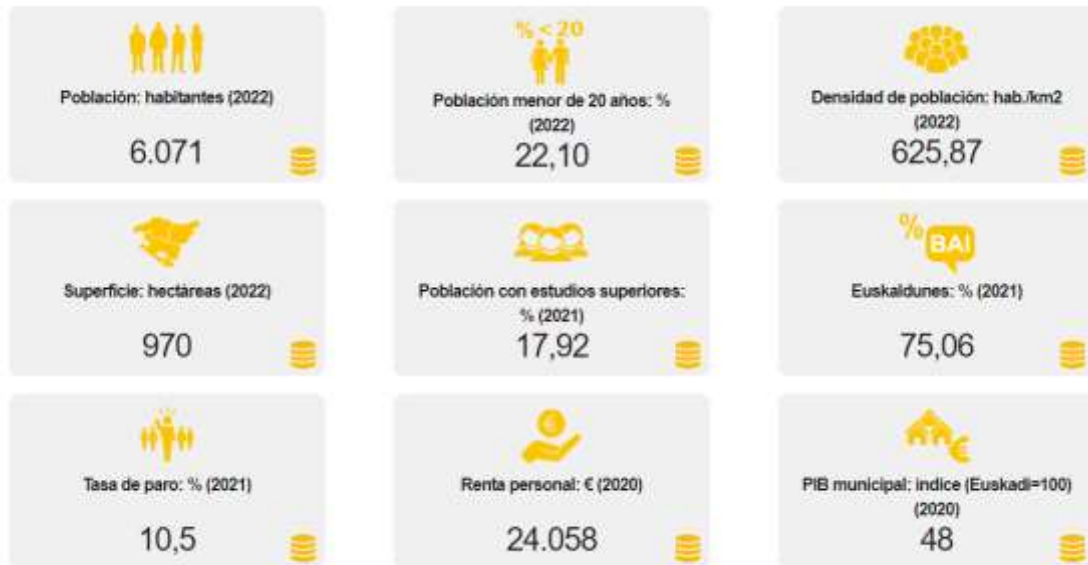 Población: habitantes (2022)
6.071
% < 20
Población menor de 20 años: %
(2022)
22,10
Densidad de población: hab./km2
(2022)
625,87
Superficie: hectáreas (2022)
970
Población con estudios superiores:
% (2021)
17,92
% BAI
Euskaldunes: % (2021)
75,06
Tasa de paro: % (2021)
10,5
€
Renta personal: € (2020)
24.058
€
PIB municipal: indice (Euskadi=100)
(2020)
48